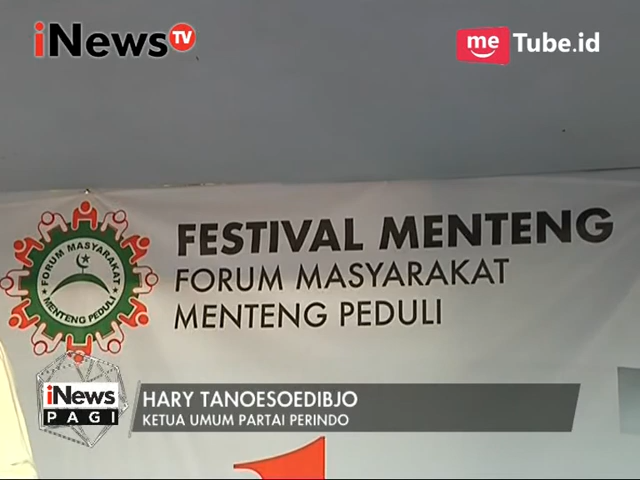 iNews TV
me Tube.id
FESTIVAL MENTENG
FORUM MASYARAKAT
MENTENG PEDULI
FORUM MASYARAKAT
MENTENG PEDULI
iNews
PAGI
HARY TANOESOEDIBJO
KETUA UMUM PARTAI PERINDO